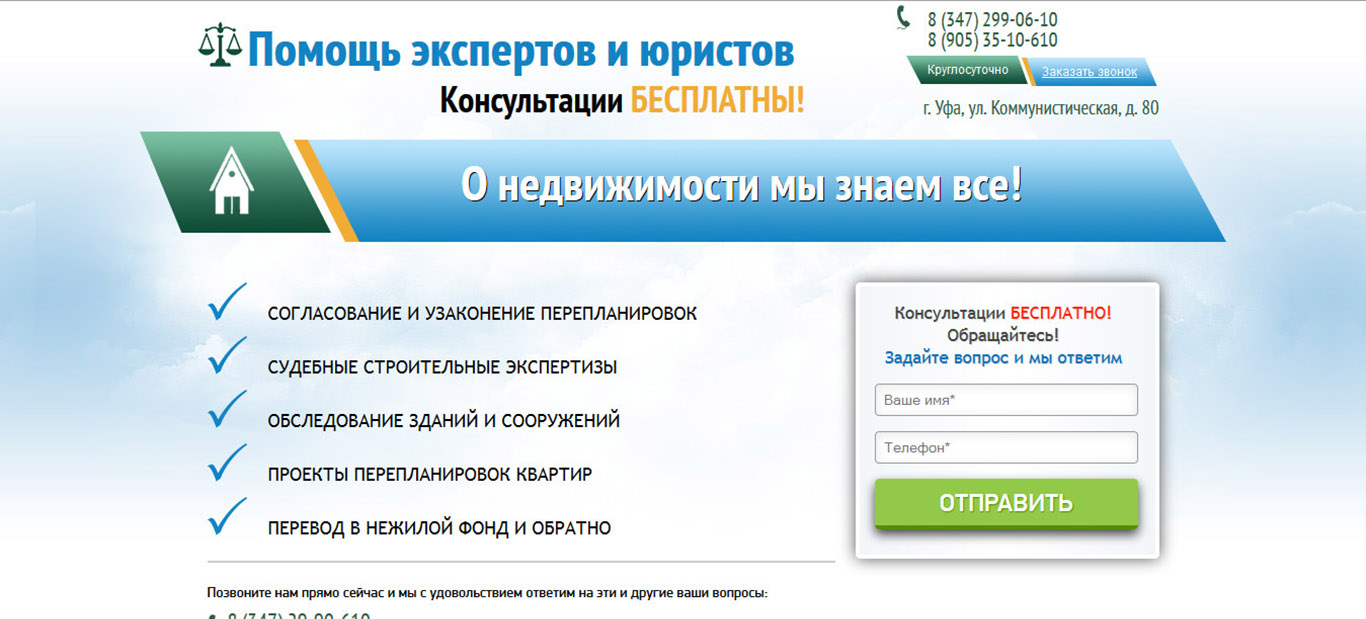 Помощь экспертов и юристов
Консультации БЕСПЛАТНЫ!
8 (347) 299-06-10
8 (905) 35-10-610
Круглосуточно
Заказать звонок
г. Уфа, ул. Коммунистическая, д. 80
О недвижимости мы знаем все!
СОГЛАСОВАНИЕ И УЗАКОНЕНИЕ ПЕРЕПЛАНИРОВОК
СУДЕБНЫЕ СТРОИТЕЛЬНЫЕ ЭКСПЕРТИЗЫ
ОБСЛЕДОВАНИЕ ЗДАНИЙ И СООРУЖЕНИЙ
ПРОЕКТЫ ПЕРЕПЛАНИРОВОК КВАРТИР
ПЕРЕВОД В НЕЖИЛОЙ ФОНД И ОБРАТНО
Консультации БЕСПЛАТНО!
Обращайтесь!
Задайте вопрос и мы ответим
Ваше имя*
Телефон*
ОТПРАВИТЬ
Позвоните нам прямо сейчас и мы с удовольствием ответим на эти и другие ваши вопросы: